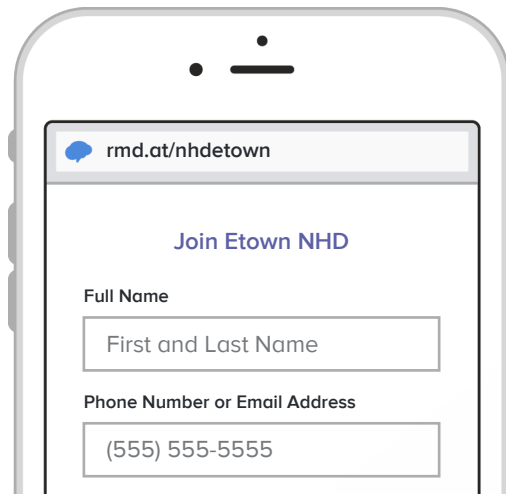 rmd.at/nhdetown
Join Etown NHD
Full Name
First and Last Name
Phone Number or Email Address
(555) 555-5555